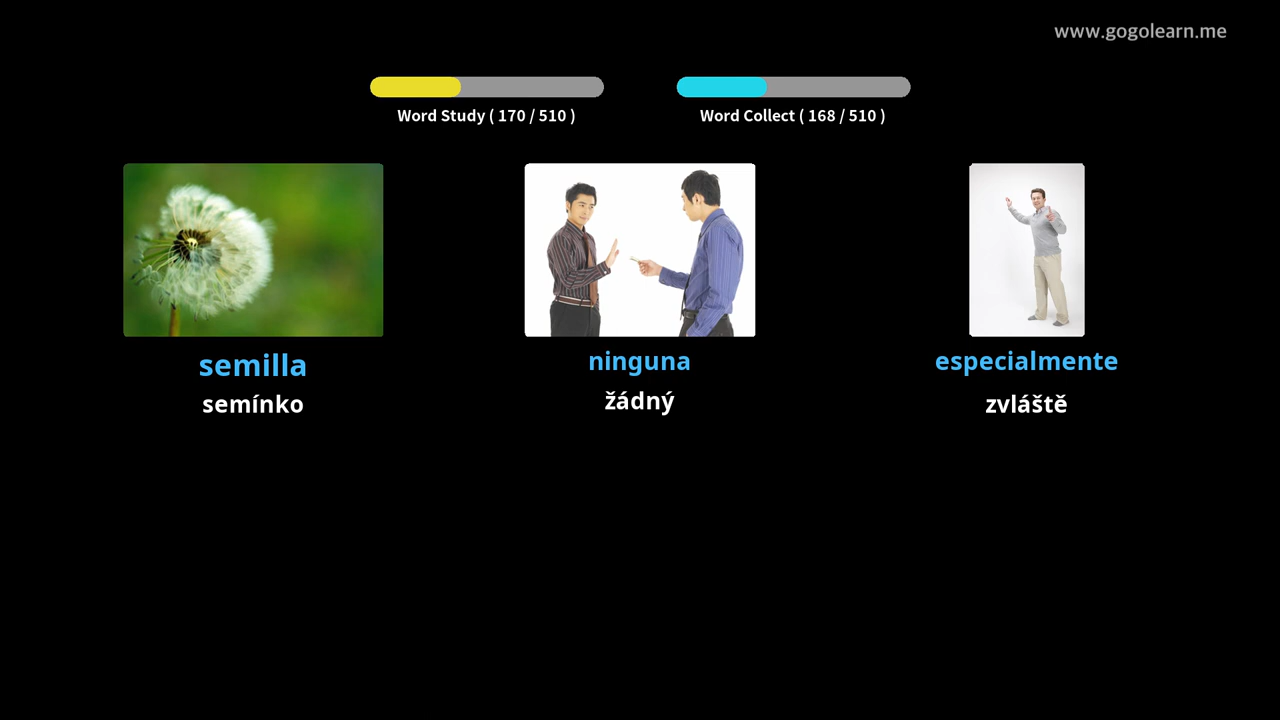 www.gogolearn.me
Word Study ( 170 / 510 )
Word Collect ( 168 / 510 )
semilla
semínko
ninguna
žádný
especialmente
zvláště